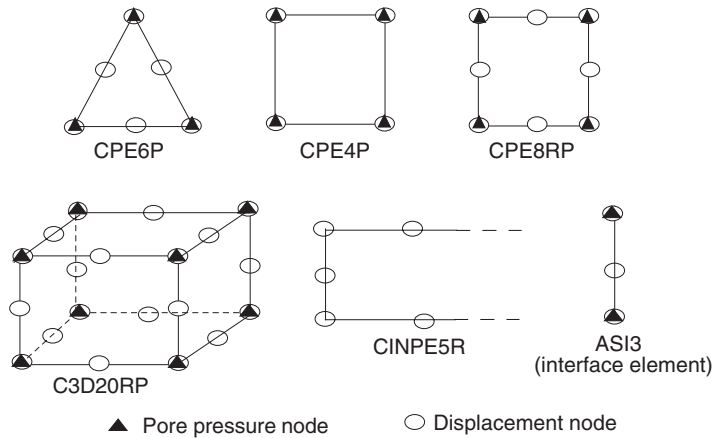 CPE6P
CPE4P
CPE8RP
C3D20RP
CINPE5R
ASI3
(interface element)
Pore pressure node
Displacement node